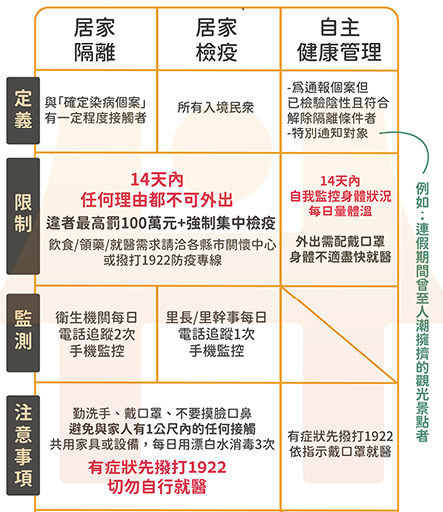 居家
隔離
居家
檢疫
自主
健康管理
定義
與「確定染病個案」
有一定程度接觸者
所有入境民眾
-為通報個案但
已檢驗陰性且符合
解除隔離條件者
-特別通知對象
例如：連假期間曾至人潮擁擠的觀光景點者
限制
14天內
任何理由都不可外出
違者最高罰100萬元+強制集中檢疫
飲食/領藥/就醫需求請洽各縣市關懷中心
或撥打1922防疫專線
14天內
自我監控身體狀況
每日量體溫
外出需配戴口罩
身體不適盡快就醫
監測
衛生機關每日
電話追蹤2次
手機監控
里長/里幹事每日
電話追蹤1次
手機監控
注意事項
勤洗手、戴口罩、不要摸臉口鼻
避免與家人有1公尺內的任何接觸
共用家具或設備，每日用漂白水消毒3次
有症狀先撥打1922
切勿自行就醫
有症狀先撥打1922
依指示戴口罩就醫